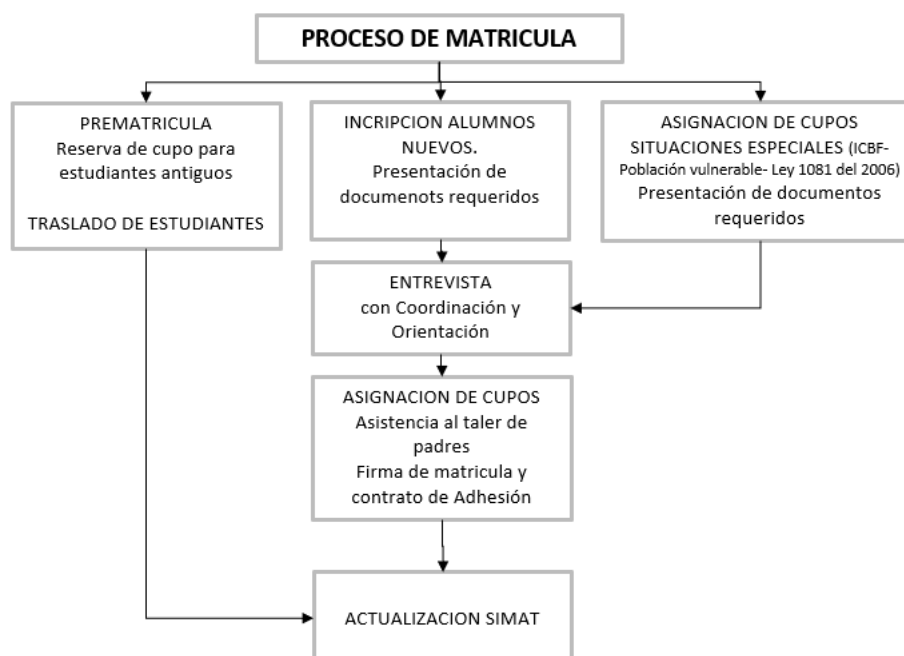 PROCESO DE MATRICULA
PREMATRICULA
Reserva de cupo para
estudiantes antiguos
TRASLADO DE ESTUDIANTES
INCRIPCION ALUMNOS
NUEVOS.
Presentación de
documenots requeridos
ASIGNACION DE CUPOS
SITUACIONES ESPECIALES (ICBF-
Población vulnerable- Ley 1081 del 2006)
Presentación de documentos
requeridos
ENTREVISTA
con Coordinación y
Orientación
ASIGNACION DE CUPOS
Asistencia al taler de
padres
Firma de matricula y
contrato de Adhesión
ACTUALIZACION SIMAT